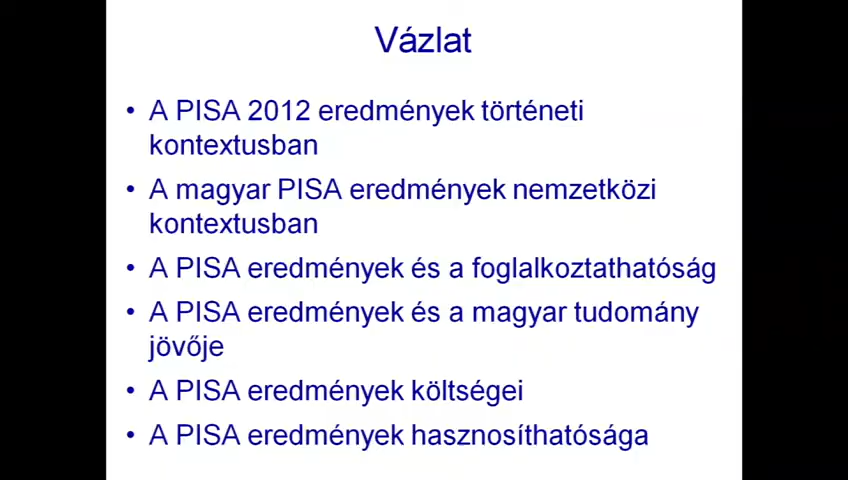 Vázlat
• A PISA 2012 eredmények történeti
kontextusban
• A magyar PISA eredmények nemzetközi
kontextusban
• A PISA eredmények és a foglalkoztathatóság
• A PISA eredmények és a magyar tudomány
jövője
• A PISA eredmények költségei
• A PISA eredmények hasznosíthatósága